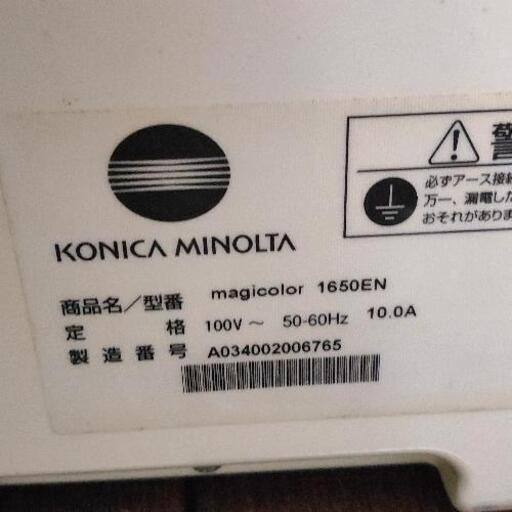 KONICA MINOLTA
警
必ずアース接続
万一、漏電した
おそれがありま
商品名/型番 magicolor 1650EN
定 格 100V～ 50-60Hz 10.0A
製造番号 A034002006765